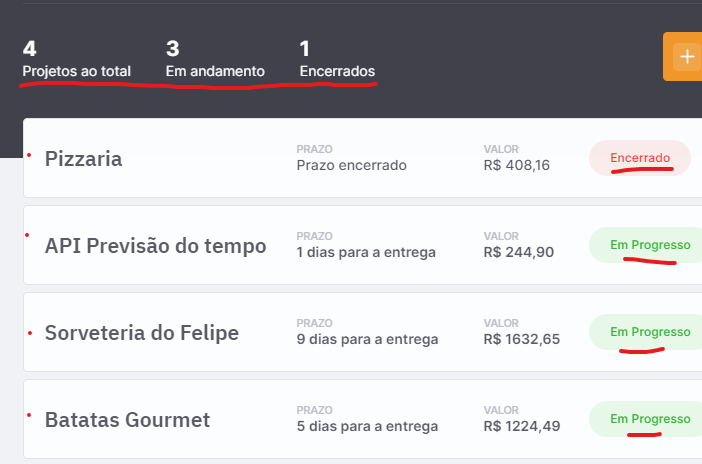 4 3 1
Projetos ao total Em andamento Encerrados
+
Pizzaria
PRAZO VALOR
Prazo encerrado R$ 408,16
Encerrado
API Previsão do tempo
PRAZO VALOR
1 dias para a entrega R$ 244,90
Em Progresso
Sorveteria do Felipe
PRAZO VALOR
9 dias para a entrega R$ 1632,65
Em Progresso
Batatas Gourmet
PRAZO VALOR
5 dias para a entrega R$ 1224,49
Em Progresso